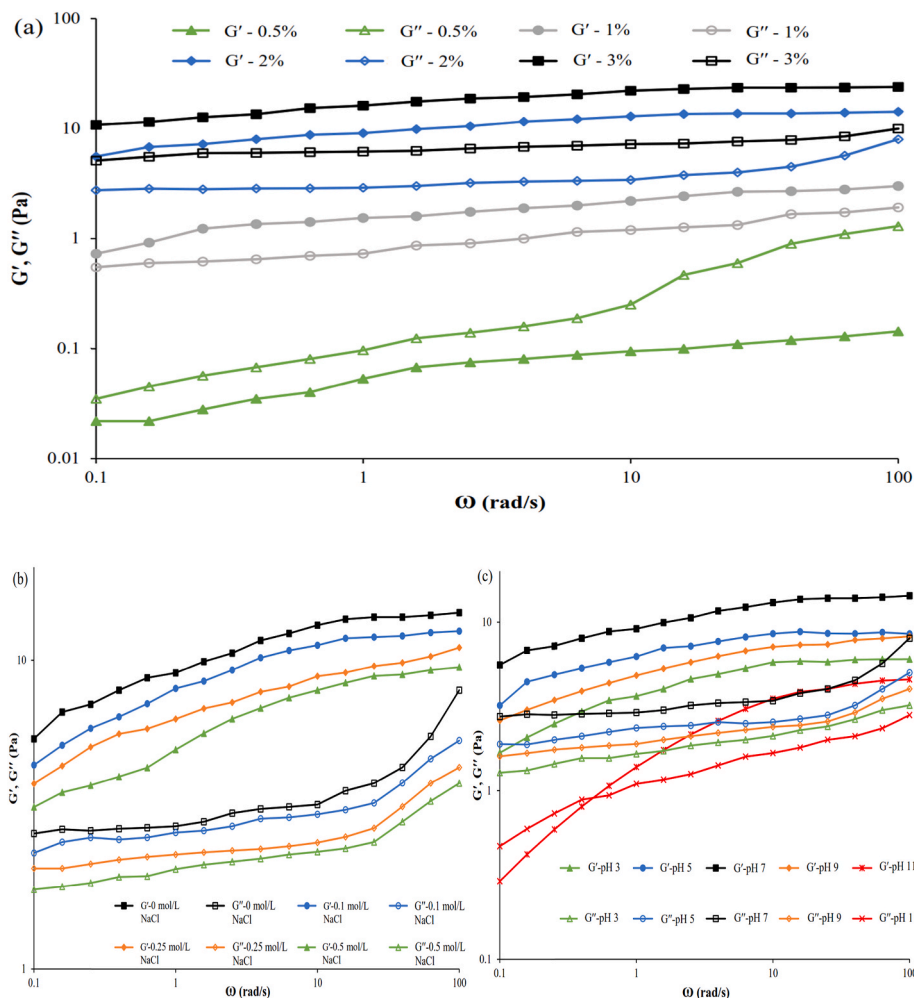 (a)
G′ - 0.5% G″ - 0.5% G′ - 1% G″ - 1%
G′ - 2% G″ - 2% G′ - 3% G″ - 3%
100
10
1
0.1
0.01
G′, G″ (Pa)
0.1 1 10 100
ω (rad/s)
(b)
10
1
G′, G″ (Pa)
G′-0 mol/L G″-0 mol/L G′-0.1 mol/L G″-0.1 mol/L
NaCl NaCl NaCl NaCl
G′-0.25 mol/L G″-0.25 mol/L G′-0.5 mol/L G″-0.5 mol/L
NaCl NaCl NaCl NaCl
0.1 1 10 100
ω (rad/s)
(c)
10
1
0.1
G′, G″ (Pa)
G′-pH 3 G′-pH 5 G′-pH 7 G′-pH 9 G′-pH 11
G″-pH 3 G″-pH 5 G″-pH 7 G″-pH 9 G″-pH 1
0.1 1 10 100
ω (rad/s)